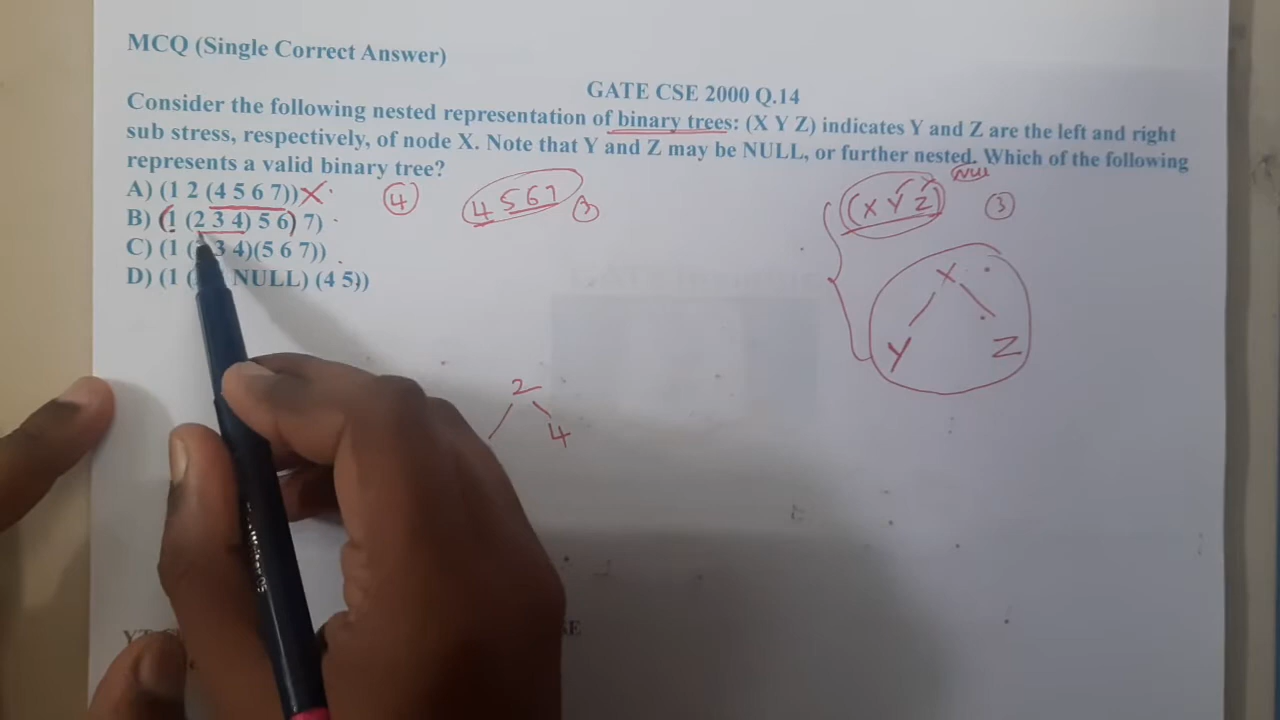 MCQ (Single Correct Answer)
GATE CSE 2000 Q.14
Consider the following nested representation of binary trees: (X Y Z) indicates Y and Z are the left and right
sub stress, respectively, of node X. Note that Y and Z may be NULL, or further nested. Which of the following
represents a valid binary tree?
A) (1 2 (4 5 6 7)) X
B) (1 (2 3 4) 5 6) 7)
C) (1 ( 3 4)(5 6 7))
D) (1 ( NULL) (4 5))
4
4 5 6 7
3
(X Y Z)
Null
3
X
Y Z
2
4